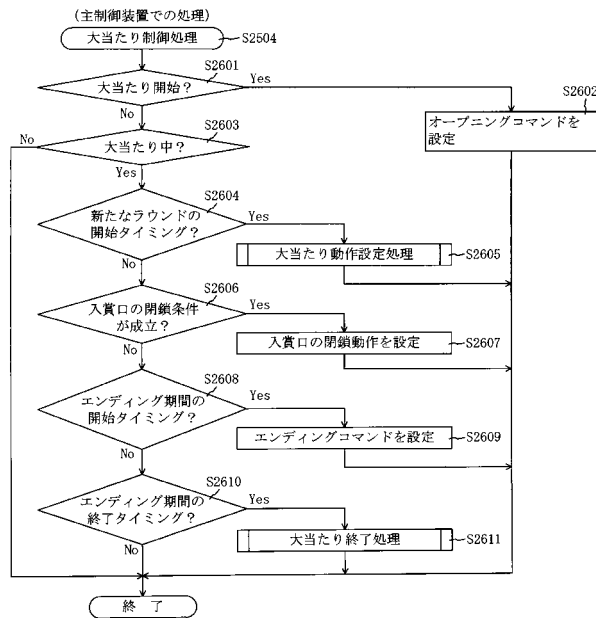 (主制御装置での処理)
大当たり制御処理 S2504
S2601
大当たり開始? Yes
No
S2602
オープニングコマンドを
設定
S2603
No 大当たり中?
Yes
S2604
新たなラウンドの
開始タイミング? Yes
No
大当たり動作設定処理 S2605
S2606
入賞口の閉鎖条件
が成立? Yes
No
入賞口の閉鎖動作を設定 S2607
S2608
エンディング期間の
開始タイミング? Yes
No
エンディングコマンドを設定 S2609
S2610
エンディング期間の
終了タイミング? Yes
No
大当たり終了処理 S2611
終 了